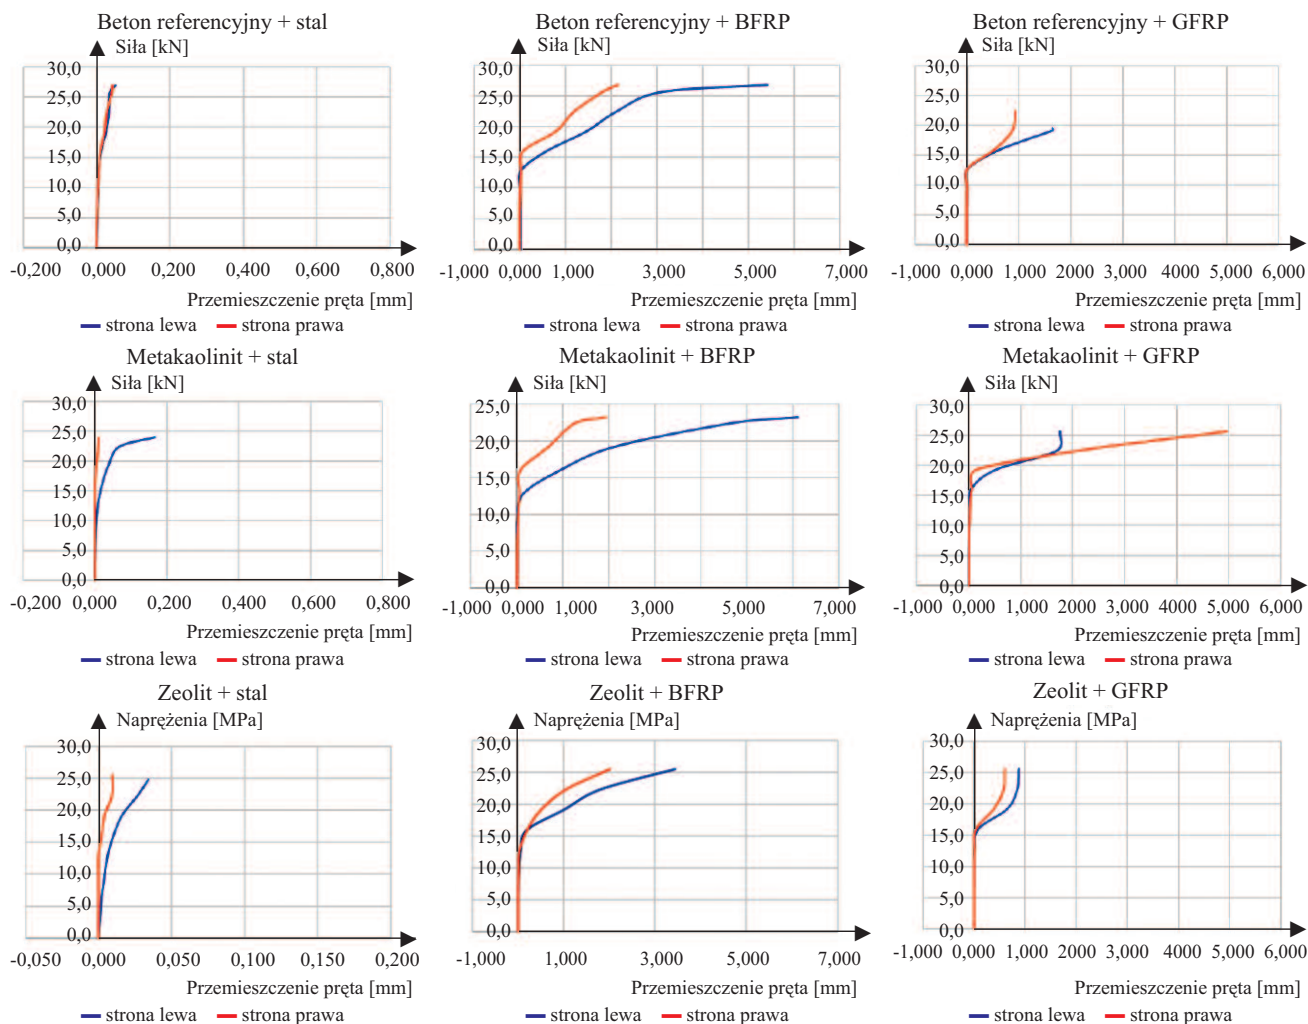 Beton referencyjny + stal
Siła [kN]
30,0
25,0
20,0
15,0
10,0
5,0
0,0
-0,200 0,000 0,200 0,400 0,600 0,800
Przemieszczenie pręta [mm]
strona lewa strona prawa
Beton referencyjny + BFRP
Siła [kN]
30,0
25,0
20,0
15,0
10,0
5,0
0,0
-1,000 0,000 1,000 3,000 5,000 7,000
Przemieszczenie pręta [mm]
strona lewa strona prawa
Beton referencyjny + GFRP
Siła [kN]
30,0
25,0
20,0
15,0
10,0
5,0
0,0
-1,000 0,000 1,000 2000 3,000 4,000 5,000 6,000
Przemieszczenie pręta [mm]
strona lewa strona prawa
Metakaolinit + stal
Siła [kN]
30,0
25,0
20,0
10,0
5,0
0,0
-0,200 0,000 0,200 0,400 0,600 0,800
Przemieszczenie pręta [mm]
strona lewa strona prawa
Metakaolinit + BFRP
Siła [kN]
25,0
20,0
15,0
10,0
5,0
0,0
-1,000 0,000 1,000 3,000 5,000 7,000
Przemieszczenie pręta [mm]
strona lewa strona prawa
Metakaolinit + GFRP
Siła [kN]
30,0
25,0
20,0
15,0
10,0
5,0
0,0
-1,000 0,000 1,000 2000 3,000 4,000 5,000 6,000
Przemieszczenie pręta [mm]
strona lewa strona prawa
Zeolit + stal
Naprężenia [MPa]
30,0
25,0
20,0
15,0
10,0
5,0
0,0
-0,050 0,000 0,050 0,100 0,150 0,200
Przemieszczenie pręta [mm]
strona lewa strona prawa
Zeolit + BFRP
Naprężenia [MPa]
30,0
25,0
20,0
15,0
10,0
5,0
0,0
-1,000 1,000 3,000 5,000 7,000
Przemieszczenie pręta [mm]
strona lewa strona prawa
Zeolit + GFRP
Naprężenia [MPa]
30,0
25,0
20,0
15,0
10,0
5,0
0,0
-1,000 0,000 1,000 2000 3,000 4,000 5,000 6,000
Przemieszczenie pręta [mm]
strona lewa strona prawa